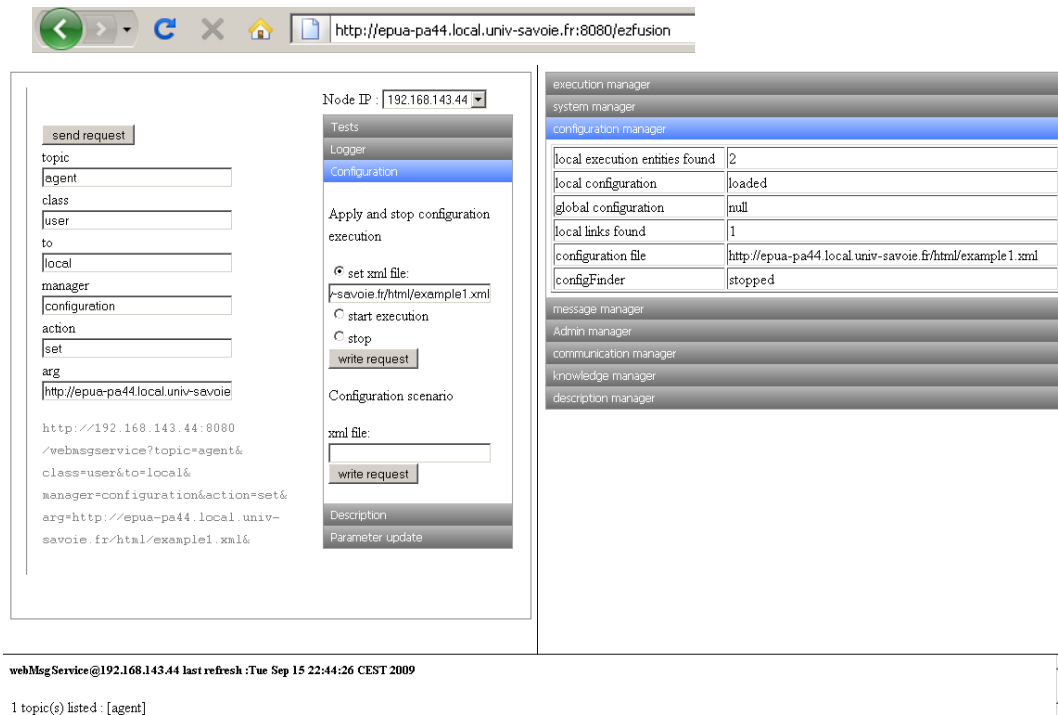 http://epua-pa44.local.univ-savoie.fr:8080/ezfusion
send request
topic
agent
class
user
to
local
manager
configuration
action
set
arg
http://epua-pa44.local.univ-savoie
http://192.168.143.44:8080
/webmsgservice?topic=agent&
class=user&to=local&
manager=configuration&action=set&
arg=http://epua-pa44.local.univ-
savoie.fr/html/example1.xml&
Node IP : 192.168.143.44
Tests
Logger
Configuration
Apply and stop configuration
execution
set xml file:
-savoie.fr/html/example1.xml
start execution
stop
write request
Configuration scenario
xml file:
write request
Description
Parameter update
execution manager
system manager
configuration manager
local execution entities found 2
local configuration loaded
global configuration null
local links found 1
configuration file http://epua-pa44.local.univ-savoie.fr/html/example1.xml
configFinder stopped
message manager
Admin manager
communication manager
knowledge manager
description manager
webMsgService@192.168.143.44 last refresh :Tue Sep 15 22:44:26 CEST 2009
1 topic(s) listed : [agent]